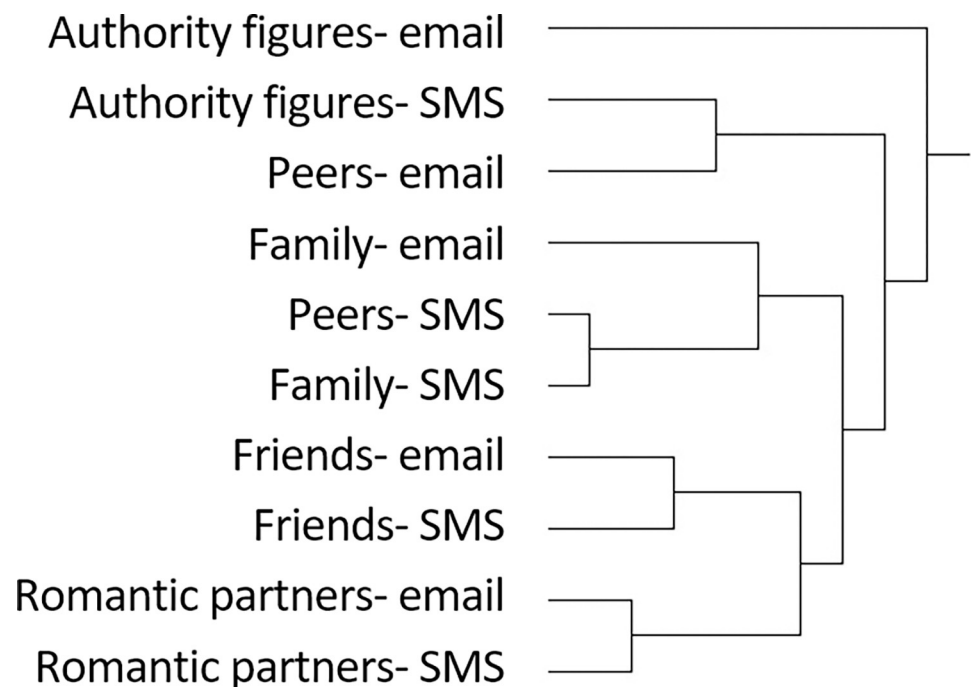 Authority figures- email
Authority figures- SMS
Peers- email
Family- email
Peers- SMS
Family- SMS
Friends- email
Friends- SMS
Romantic partners- email
Romantic partners- SMS